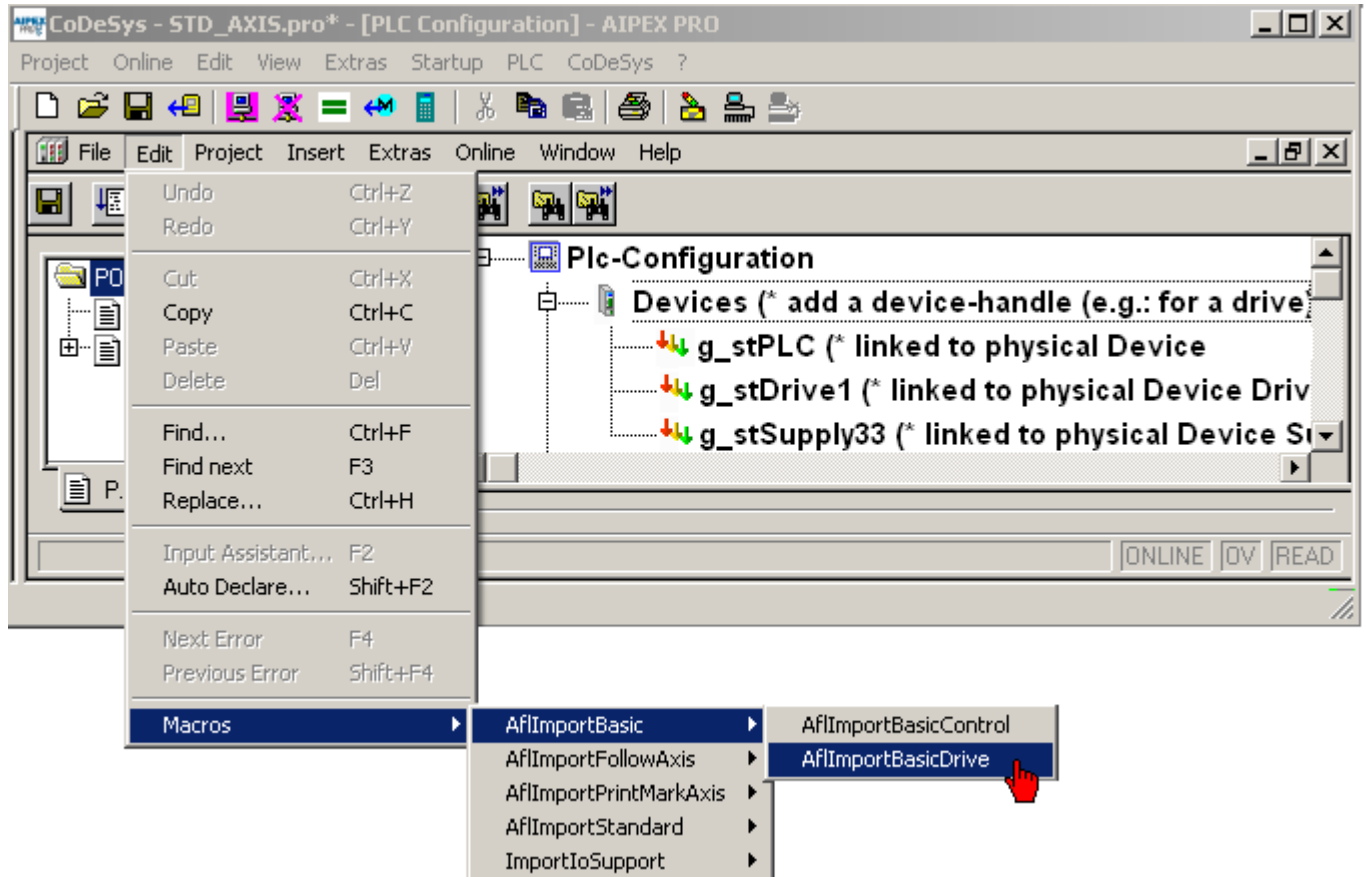 CoDeSys - STD_AXIS.pro* - [PLC Configuration] - AIPEX PRO
Project Online Edit View Extras Startup PLC CoDeSys ?
File Edit Project Insert Extras Online Window Help
Undo Ctrl+Z
Redo Ctrl+Y
Cut Ctrl+X
Copy Ctrl+C
Paste Ctrl+V
Delete Del
Find... Ctrl+F
Find next F3
Replace... Ctrl+H
Input Assistant... F2
Auto Declare... Shift+F2
Next Error F4
Previous Error Shift+F4
Macros
PO
P.
Plc-Configuration
Devices (* add a device-handle (e.g.: for a drive)
g_stPLC (* linked to physical Device
g_stDrive1 (* linked to physical Device Driv
g_stSupply33 (* linked to physical Device Su
ONLINE OV READ
AflImportBasic
AflImportFollowAxis
AflImportPrintMarkAxis
AflImportStandard
ImportIoSupport
AflImportBasicControl
AflImportBasicDrive